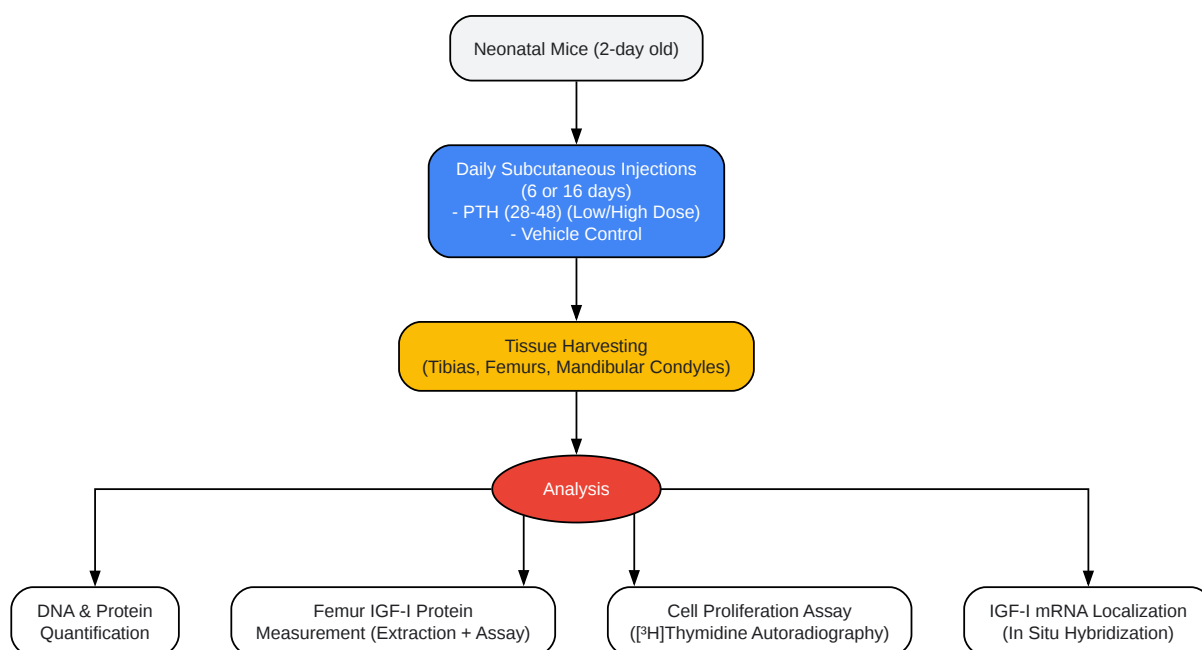 Neonatal Mice (2-day old)
Daily Subcutaneous Injections
(6 or 16 days)
- PTH (28-48) (Low/High Dose)
- Vehicle Control
Tissue Harvesting
(Tibias, Femurs, Mandibular Condyles)
Analysis
DNA & Protein
Quantification
Femur IGF-I Protein
Measurement (Extraction + Assay)
Cell Proliferation Assay
([³H]Thymidine Autoradiography)
IGF-I mRNA Localization
(In Situ Hybridization)